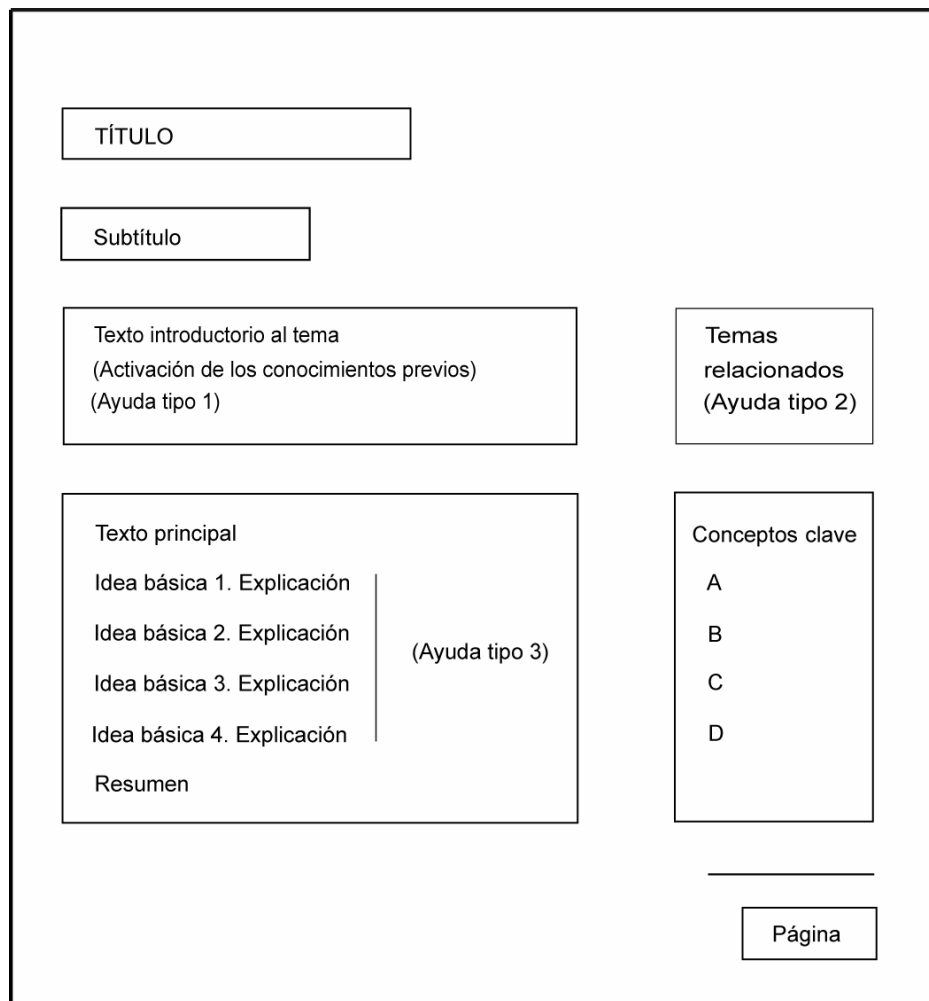 TÍTULO
Subtítulo
Texto introductorio al tema
(Activación de los conocimientos previos)
(Ayuda tipo 1)
Temas
relacionados
(Ayuda tipo 2)
Texto principal
Idea básica 1. Explicación
Idea básica 2. Explicación
Idea básica 3. Explicación
Idea básica 4. Explicación
Resumen
(Ayuda tipo 3)
Conceptos clave
A
B
C
D
Página